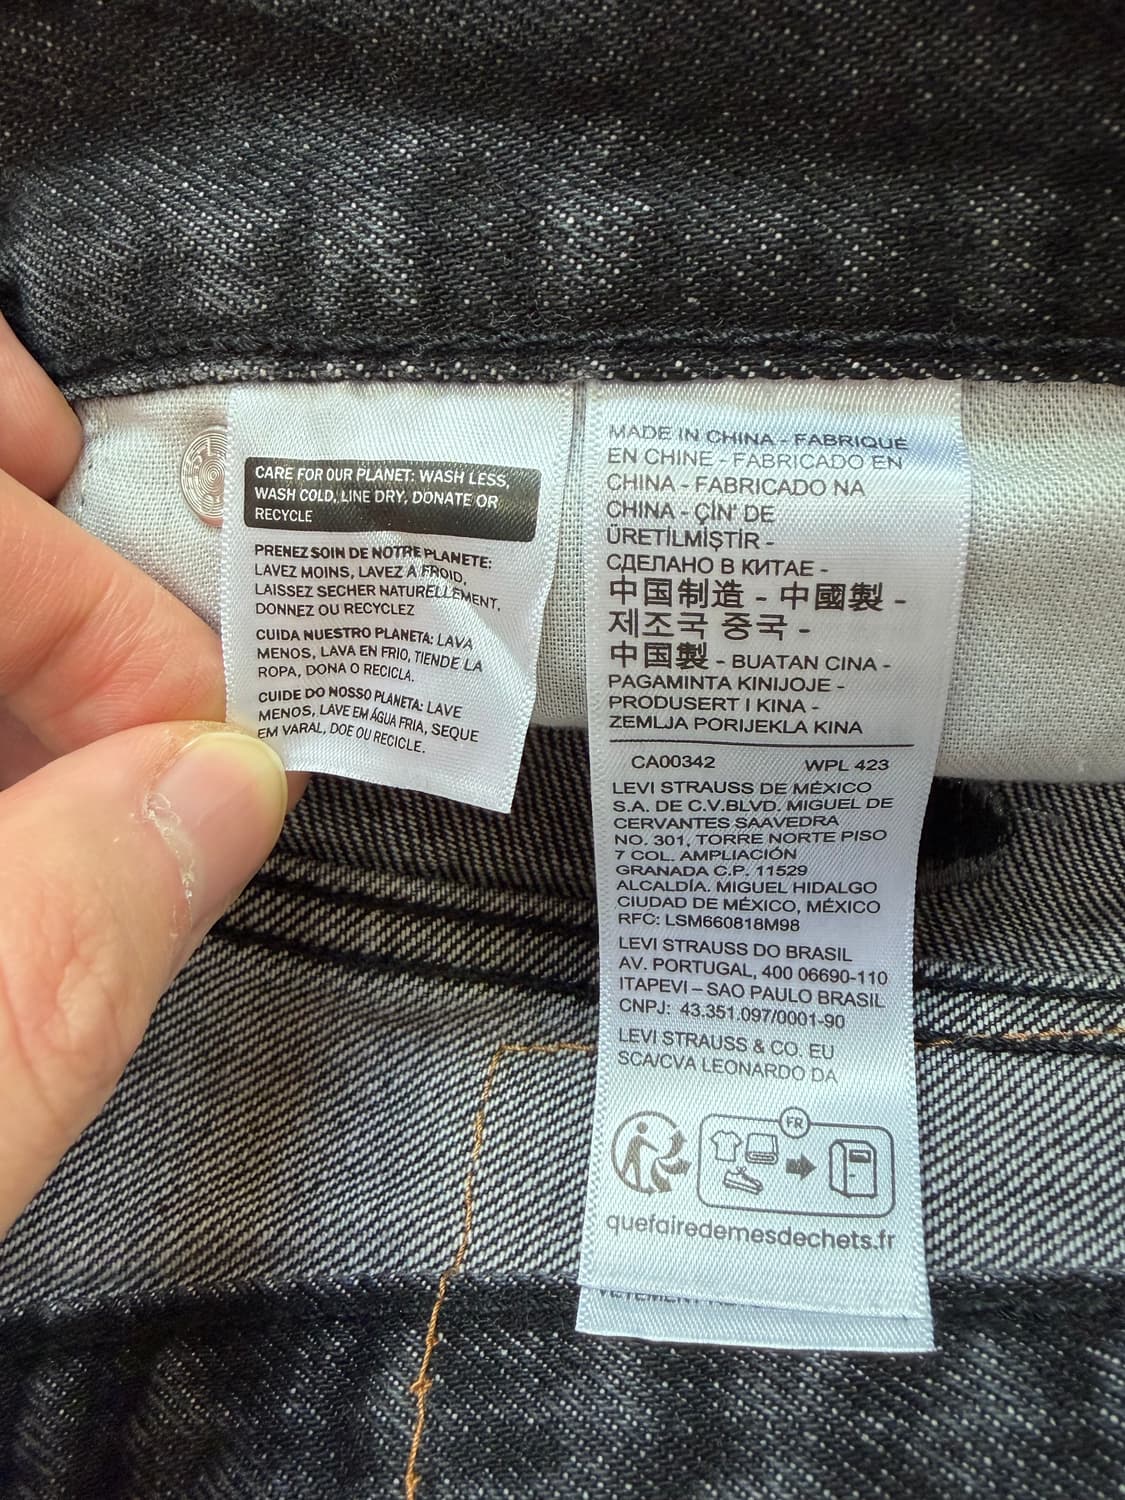 CARE FOR OUR PLANET: WASH LESS,
WASH COLD, LINE DRY, DONATE OR
RECYCLE
PRENEZ SOIN DE NOTRE PLANETE:
LAVEZ MOINS, LAVEZ A FROID,
LAISSEZ SECHER NATURELLEMENT,
DONNEZ OU RECYCLEZ
CUIDA NUESTRO PLANETA: LAVA
MENOS, LAVA EN FRIO, TIENDE LA
ROPA, DONA O RECICLA.
CUIDE DO NOSSO PLANETA: LAVE
MENOS, LAVE EM ÁGUA FRIA, SEQUE
EM VARAL, DOE OU RECICLE.
MADE IN CHINA - FABRIQUÉ
EN CHINE - FABRICADO EN
CHINA - FABRICADO NA
CHINA - ÇİN' DE
ÜRETİLMİŞTİR -
СДЕЛАНО В КИТАЕ -
中国制造 - 中國製 -
제조국 중국 -
中国製 - BUATAN CINA -
PAGAMINTA KINIJOJE -
PRODUSERT I KINA -
ZEMLJA PORIJEKLA KINA
CA00342 WPL 423
LEVI STRAUSS DE MÉXICO
S.A. DE C.V.BLVD. MIGUEL DE
CERVANTES SAAVEDRA
NO. 301, TORRE NORTE PISO
7 COL. AMPLIACIÓN
GRANADA C.P. 11529
ALCALDÍA. MIGUEL HIDALGO
CIUDAD DE MÉXICO, MÉXICO
RFC: LSM660818M98
LEVI STRAUSS DO BRASIL
AV. PORTUGAL, 400 06690-110
ITAPEVI – SAO PAULO BRASIL
CNPJ: 43.351.097/0001-90
LEVI STRAUSS & CO. EU
SCA/CVA LEONARDO DA
FR
quefairedemesdechets.fr